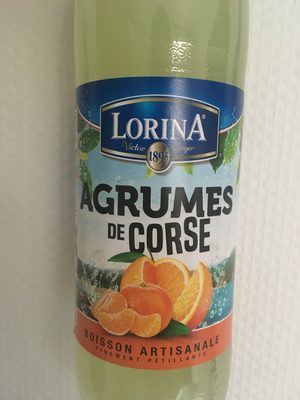 LORINA
Victor Geyer
1895
AGRUMES
DE CORSE
BOISSON ARTISANALE
FINEMENT PÉTILLANTE